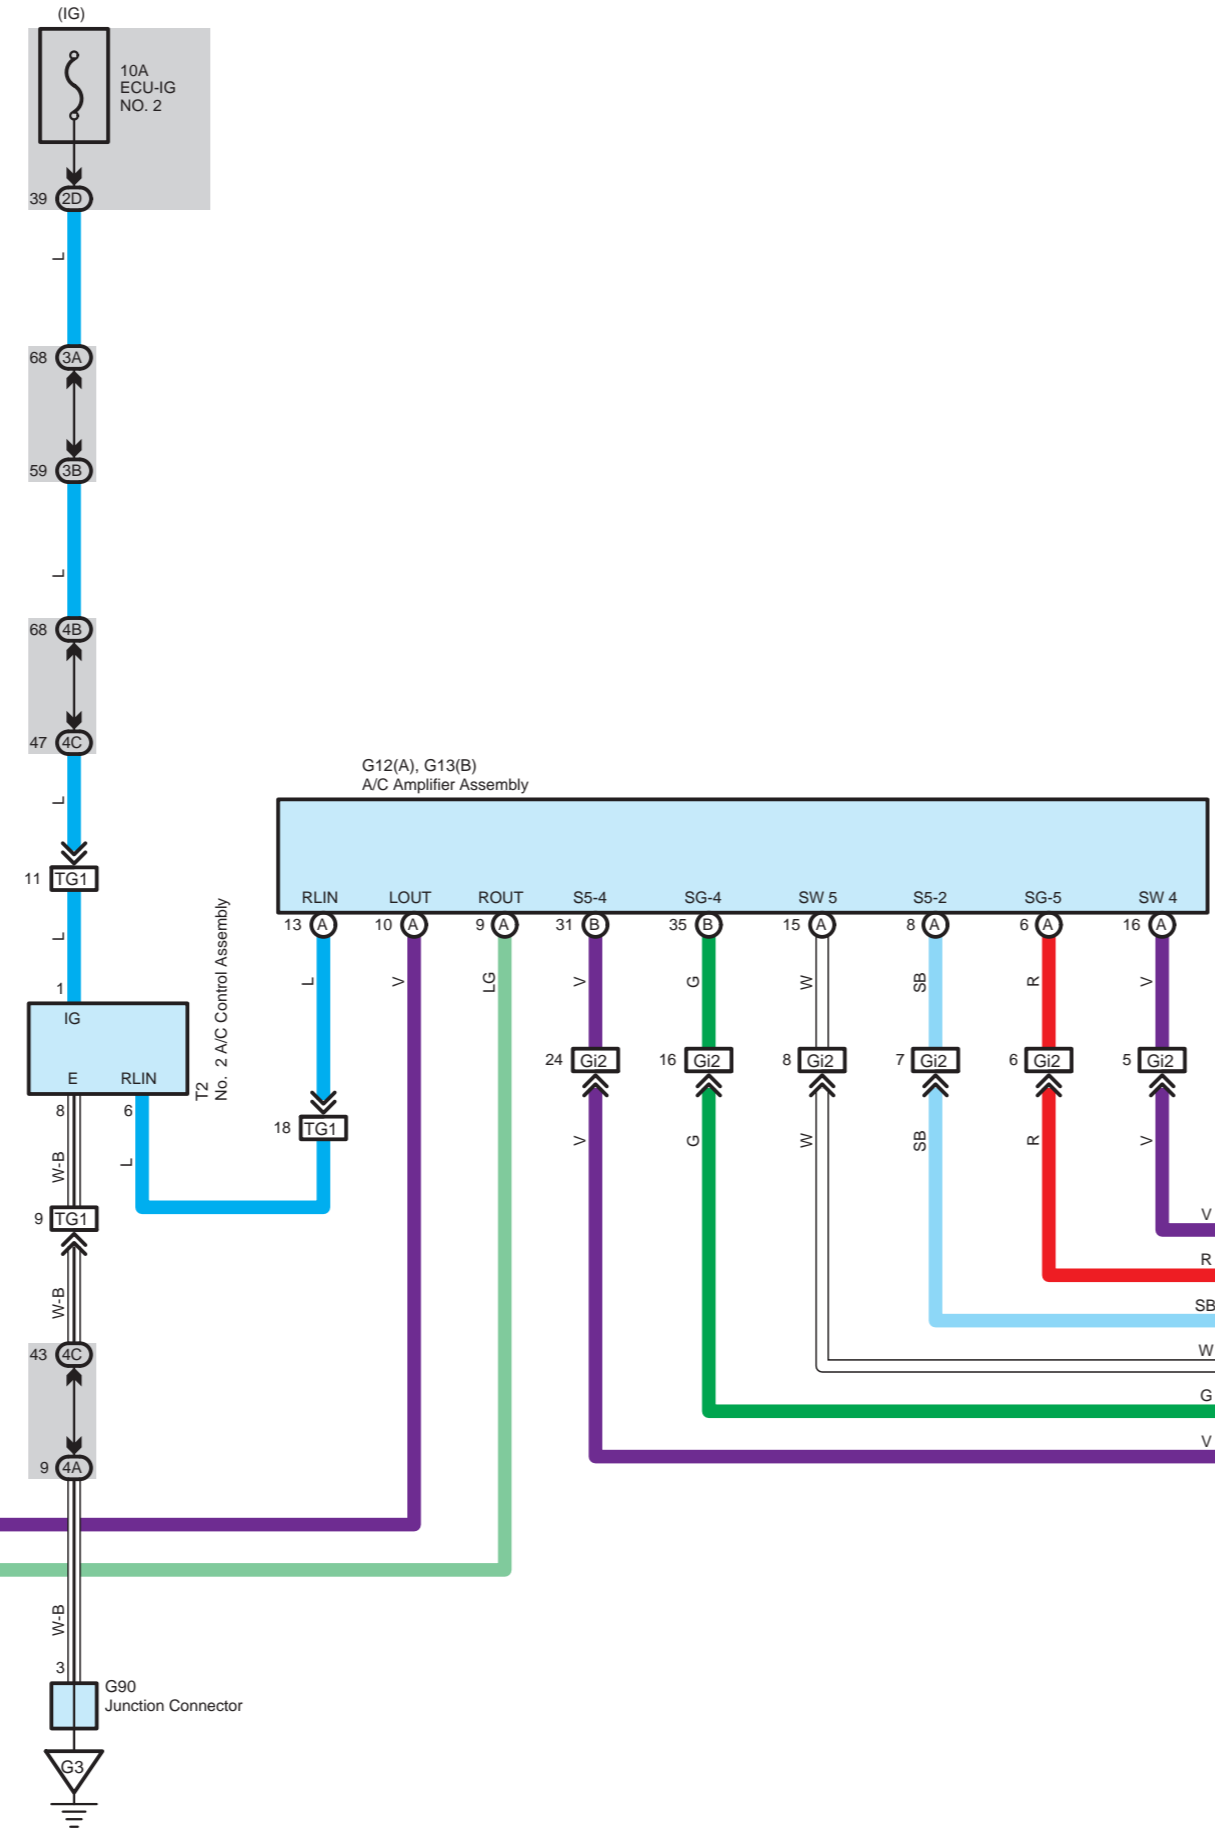 (IG)
10A
ECU-IG
NO. 2
39 2D
L
68 3A
59 3B
L
68 4B
47 4C
L
11 TG1
L
1
IG
E RLIN
T2
No. 2 A/C Control Assembly
8 6
W-B L
9 TG1
W-B
43 4C
9 4A
W-B
3
G90
Junction Connector
G3
G12(A), G13(B)
A/C Amplifier Assembly
RLIN LOUT ROUT S5-4 SG-4 SW 5 S5-2 SG-5 SW 4
13 A 10 A 9 A 31 B 35 B 15 A 8 A 6 A 16 A
L V LG V G W SB R V
24 Gi2 16 Gi2 8 Gi2 7 Gi2 6 Gi2 5 Gi2
18 TG1
V G W SB R V
V
R
SB
W
G
V